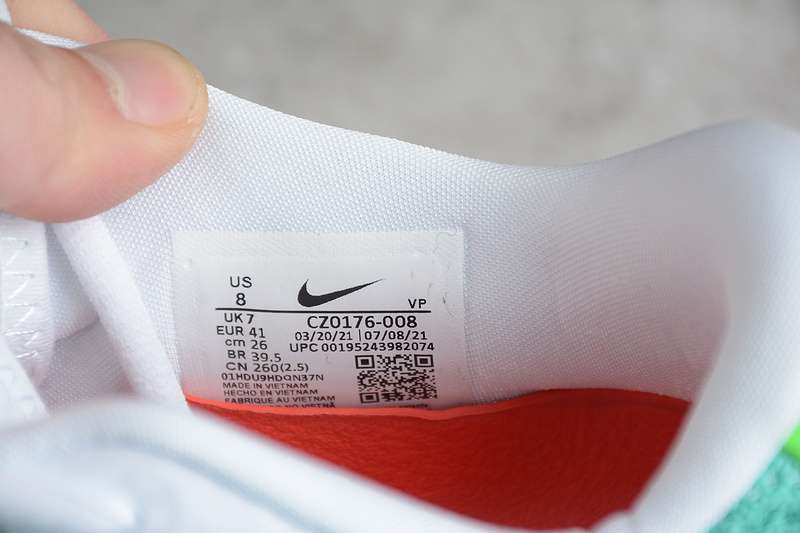 US
8
VP
UK 7
CZ0176-008
EUR 41
03/20/21 07/08/21
cm 26
UPC 00195243982074
BR 39.5
CN 260(2.5)
01HDU9HDQN37N
MADE IN VIETNAM
HECHO EN VIETNAM
FABRIQUE AU VIETNAM